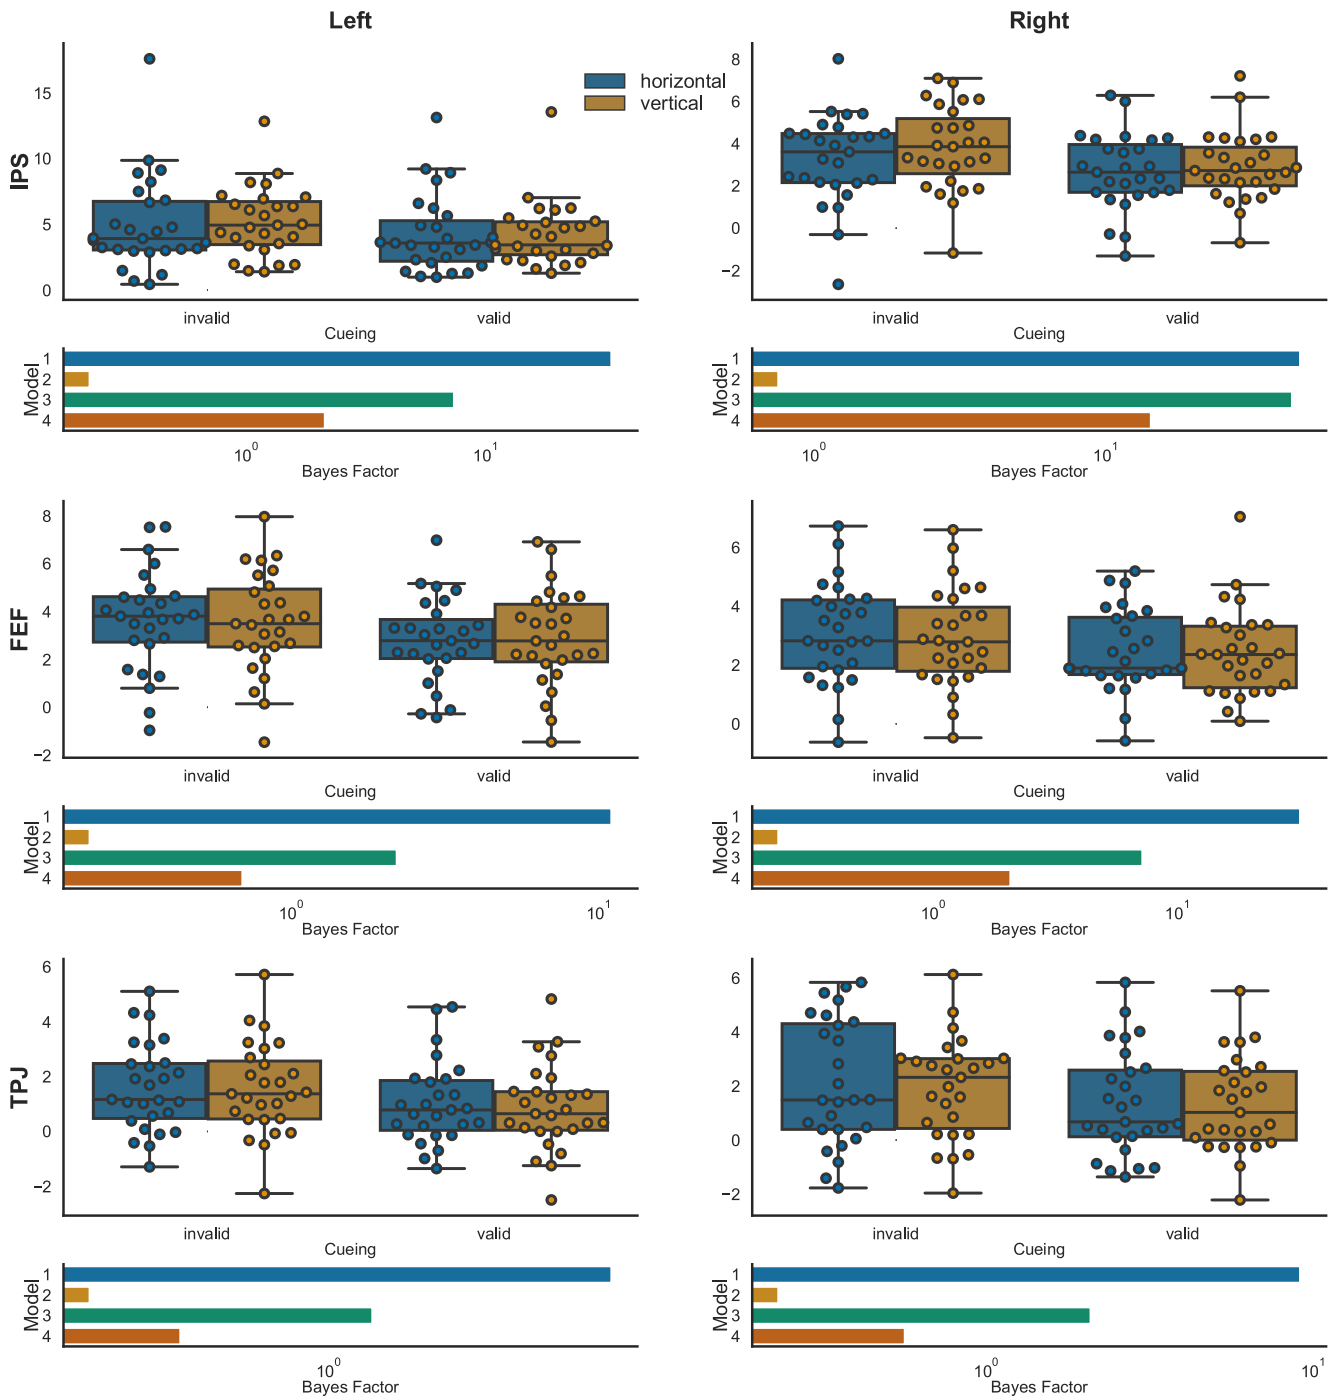 Left
Right
IPS
15
10
5
0
horizontal
vertical
8
6
4
2
0
−2
invalid
valid
Cueing
invalid
valid
Cueing
Model
1
2
3
4
10⁰
10¹
Bayes Factor
Model
1
2
3
4
10⁰
10¹
Bayes Factor
FEF
8
6
4
2
0
−2
6
4
2
0
invalid
valid
Cueing
invalid
valid
Cueing
Model
1
2
3
4
10⁰
10¹
Bayes Factor
Model
1
2
3
4
10⁰
10¹
Bayes Factor
TPJ
6
4
2
0
−2
6
4
2
0
−2
invalid
valid
Cueing
invalid
valid
Cueing
Model
1
2
3
4
10⁰
Bayes Factor
Model
1
2
3
4
10⁰
10¹
Bayes Factor